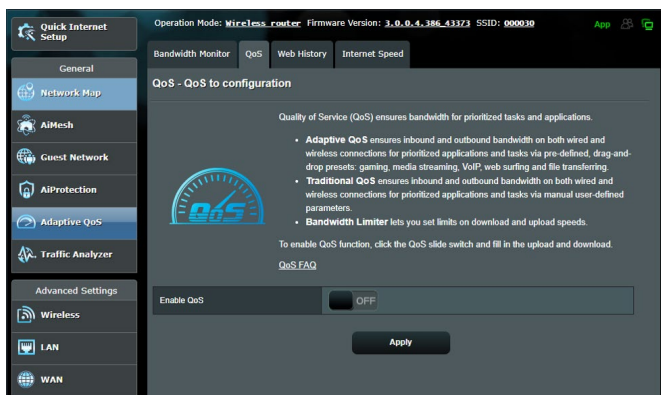 Quick Internet
Setup
Operation Mode: Wireless router Firmware Version: 3.0.0.4.386_43373 SSID: 000030
App
Bandwidth Monitor QoS Web History Internet Speed
General
Network Map
AiMesh
Guest Network
AiProtection
Adaptive QoS
Traffic Analyzer
Advanced Settings
Wireless
LAN
WAN
QoS - QoS to configuration
QoS
Quality of Service (QoS) ensures bandwidth for prioritized tasks and applications.
• Adaptive QoS ensures inbound and outbound bandwidth on both wired and
wireless connections for prioritized applications and tasks via pre-defined, drag-and-
drop presets: gaming, media streaming, VoIP, web surfing and file transferring.
• Traditional QoS ensures inbound and outbound bandwidth on both wired and
wireless connections for prioritized applications and tasks via manual user-defined
parameters.
• Bandwidth Limiter lets you set limits on download and upload speeds.
To enable QoS function, click the QoS slide switch and fill in the upload and download.
QoS FAQ
Enable QoS OFF
Apply